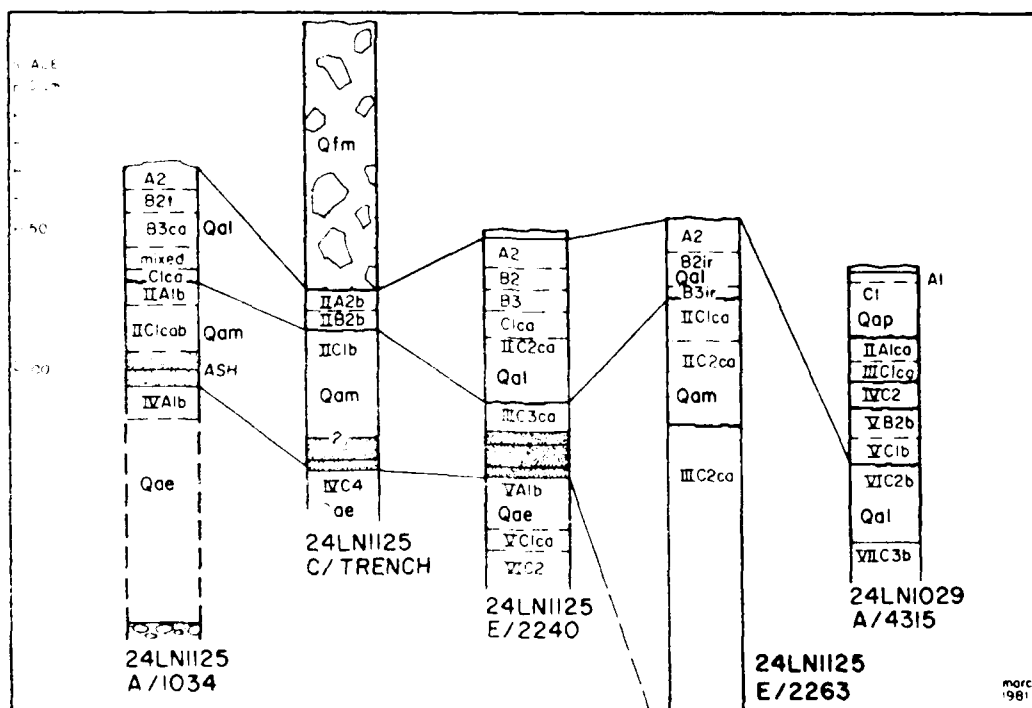 Qfm
A2
B2t
B3ca
Qal
mixed
C1ca
IIA1b
IIC1cab
Qam
ASH
IVA1b
Qae
24LN1125
A/1034
IIA2b
IIB2b
IIC1b
Qam
?
IVC4
24LN1125
C/TRENCH
50
A2
B2
B3
C1ca
IIC2ca
Qal
IIIC3ca
VA1b
Qae
VC1ca
VIC2
24LN1125
E/2240
A2
B2ir
Qal
B3ir
IIC1ca
IIC2ca
Qam
IIIC2ca
24LN1125
E/2263
A1
C1
Qap
IIA1ca
IIIC1ca
IVC2
VB2b
VC1b
VIC2b
Qal
VIIC3b
24LN1029
A/4315
marc
1981